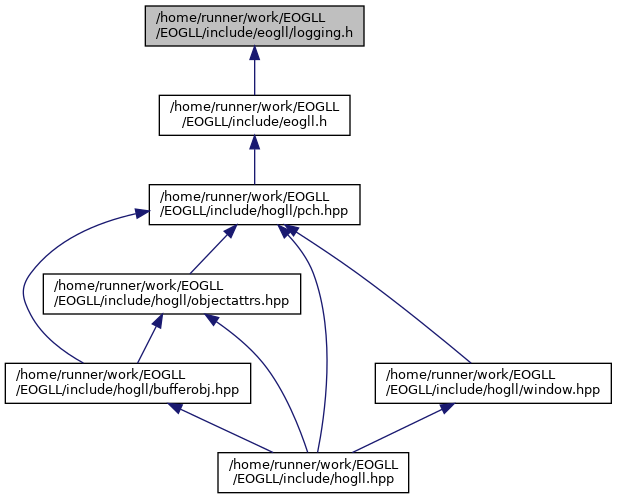 /home/runner/work/EOGLL
/EOGLL/include/eogll/logging.h
/home/runner/work/EOGLL
/EOGLL/include/eogll.h
/home/runner/work/EOGLL
/EOGLL/include/hogll/pch.hpp
/home/runner/work/EOGLL
/EOGLL/include/hogll/objectattrs.hpp
/home/runner/work/EOGLL
/EOGLL/include/hogll/bufferobj.hpp
/home/runner/work/EOGLL
/EOGLL/include/hogll/window.hpp
/home/runner/work/EOGLL
/EOGLL/include/hogll.hpp